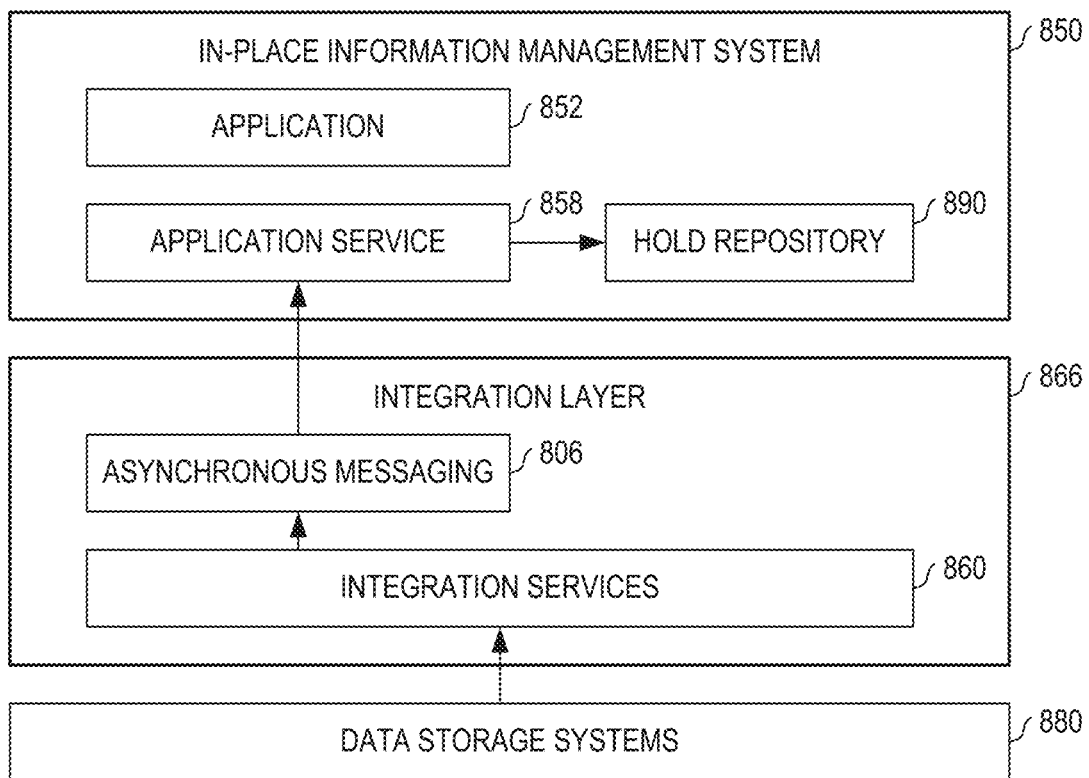 IN-PLACE INFORMATION MANAGEMENT SYSTEM
850
APPLICATION
852
APPLICATION SERVICE
858
HOLD REPOSITORY
890
INTEGRATION LAYER
866
ASYNCHRONOUS MESSAGING
806
INTEGRATION SERVICES
860
DATA STORAGE SYSTEMS
880